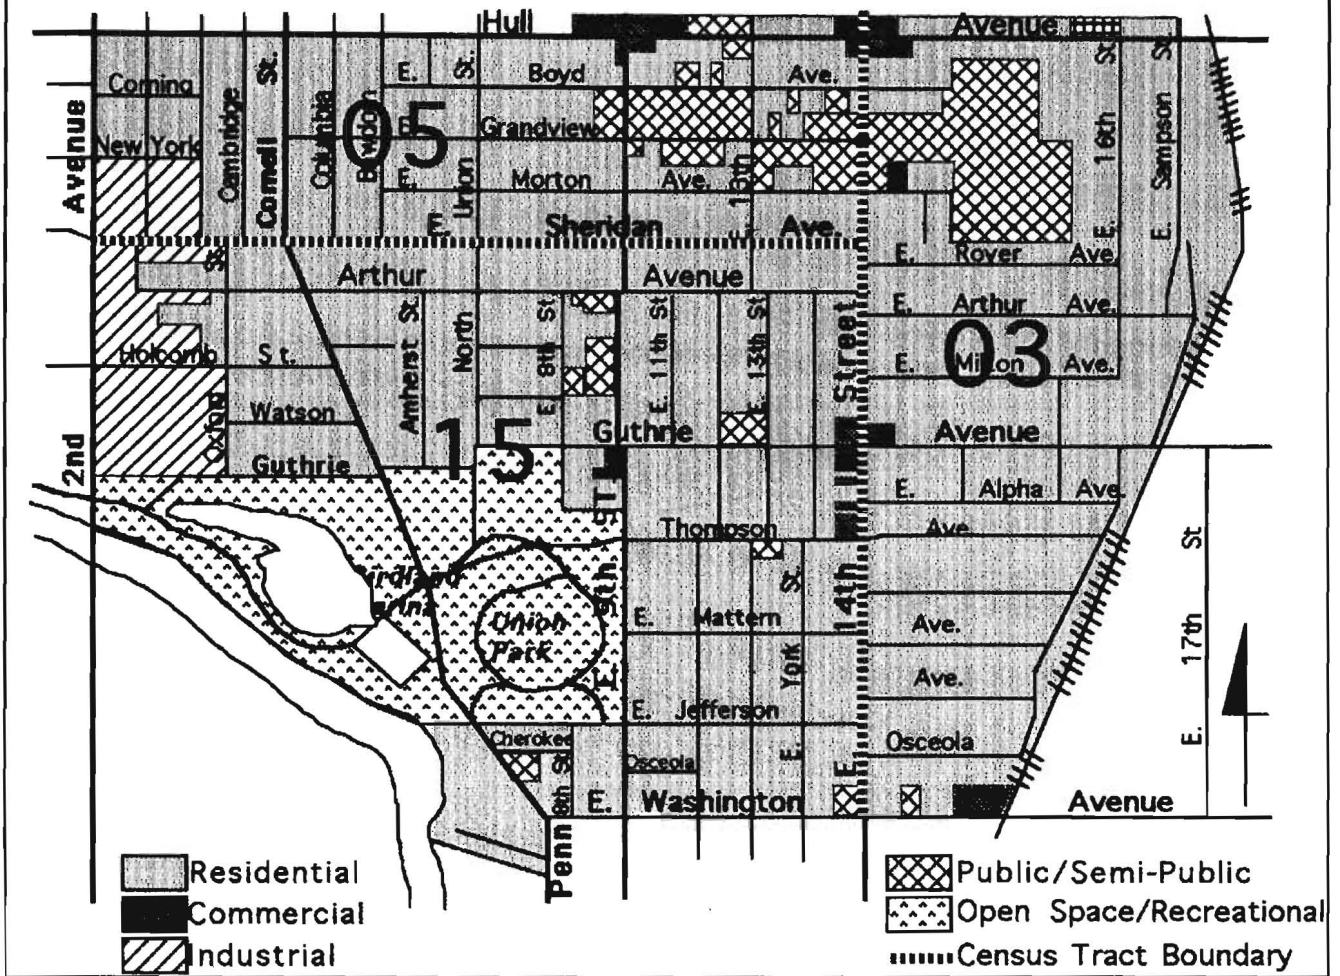 Hull Avenue
E. St. Boyd Ave.
Corning
Cambridge
Cornell St.
Columbia
Bowdoin
05
E. Grandview
New York
Avenue
E. Union Morton Ave.
E. 13th
E. 16th St.
E. Sampson St.
E. Sheridan Ave.
E. Rover Ave.
St.
Arthur Avenue
E. Arthur Ave.
Amherst St.
North
E. 8th St
E. 11th St
E. 13th St
Street
03
Holcomb St.
E. Milton Ave.
Oxford
Watson
15
Guthrie Avenue
2nd
Guthrie
E. Alpha Ave.
Thompson Ave.
E. 9th ST
Union
Park
E. Mattern
E. York St.
E. 14th
Ave.
E. 17th St
Ave.
E. Jefferson
Cherokee
Osceola
Osceola
Penn
8th St
E. Washington Avenue
Residential
Commercial
Industrial
Public/Semi-Public
Open Space/Recreational
Census Tract Boundary